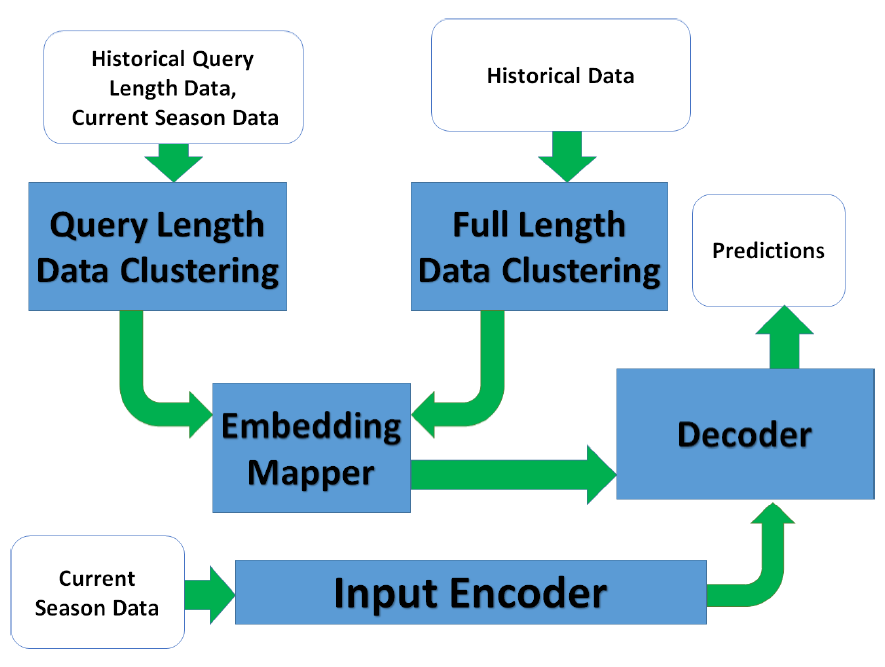 Historical Query
Length Data,
Current Season Data
Historical Data
Query Length
Data Clustering
Full Length
Data Clustering
Predictions
Embedding
Mapper
Decoder
Current
Season Data
Input Encoder